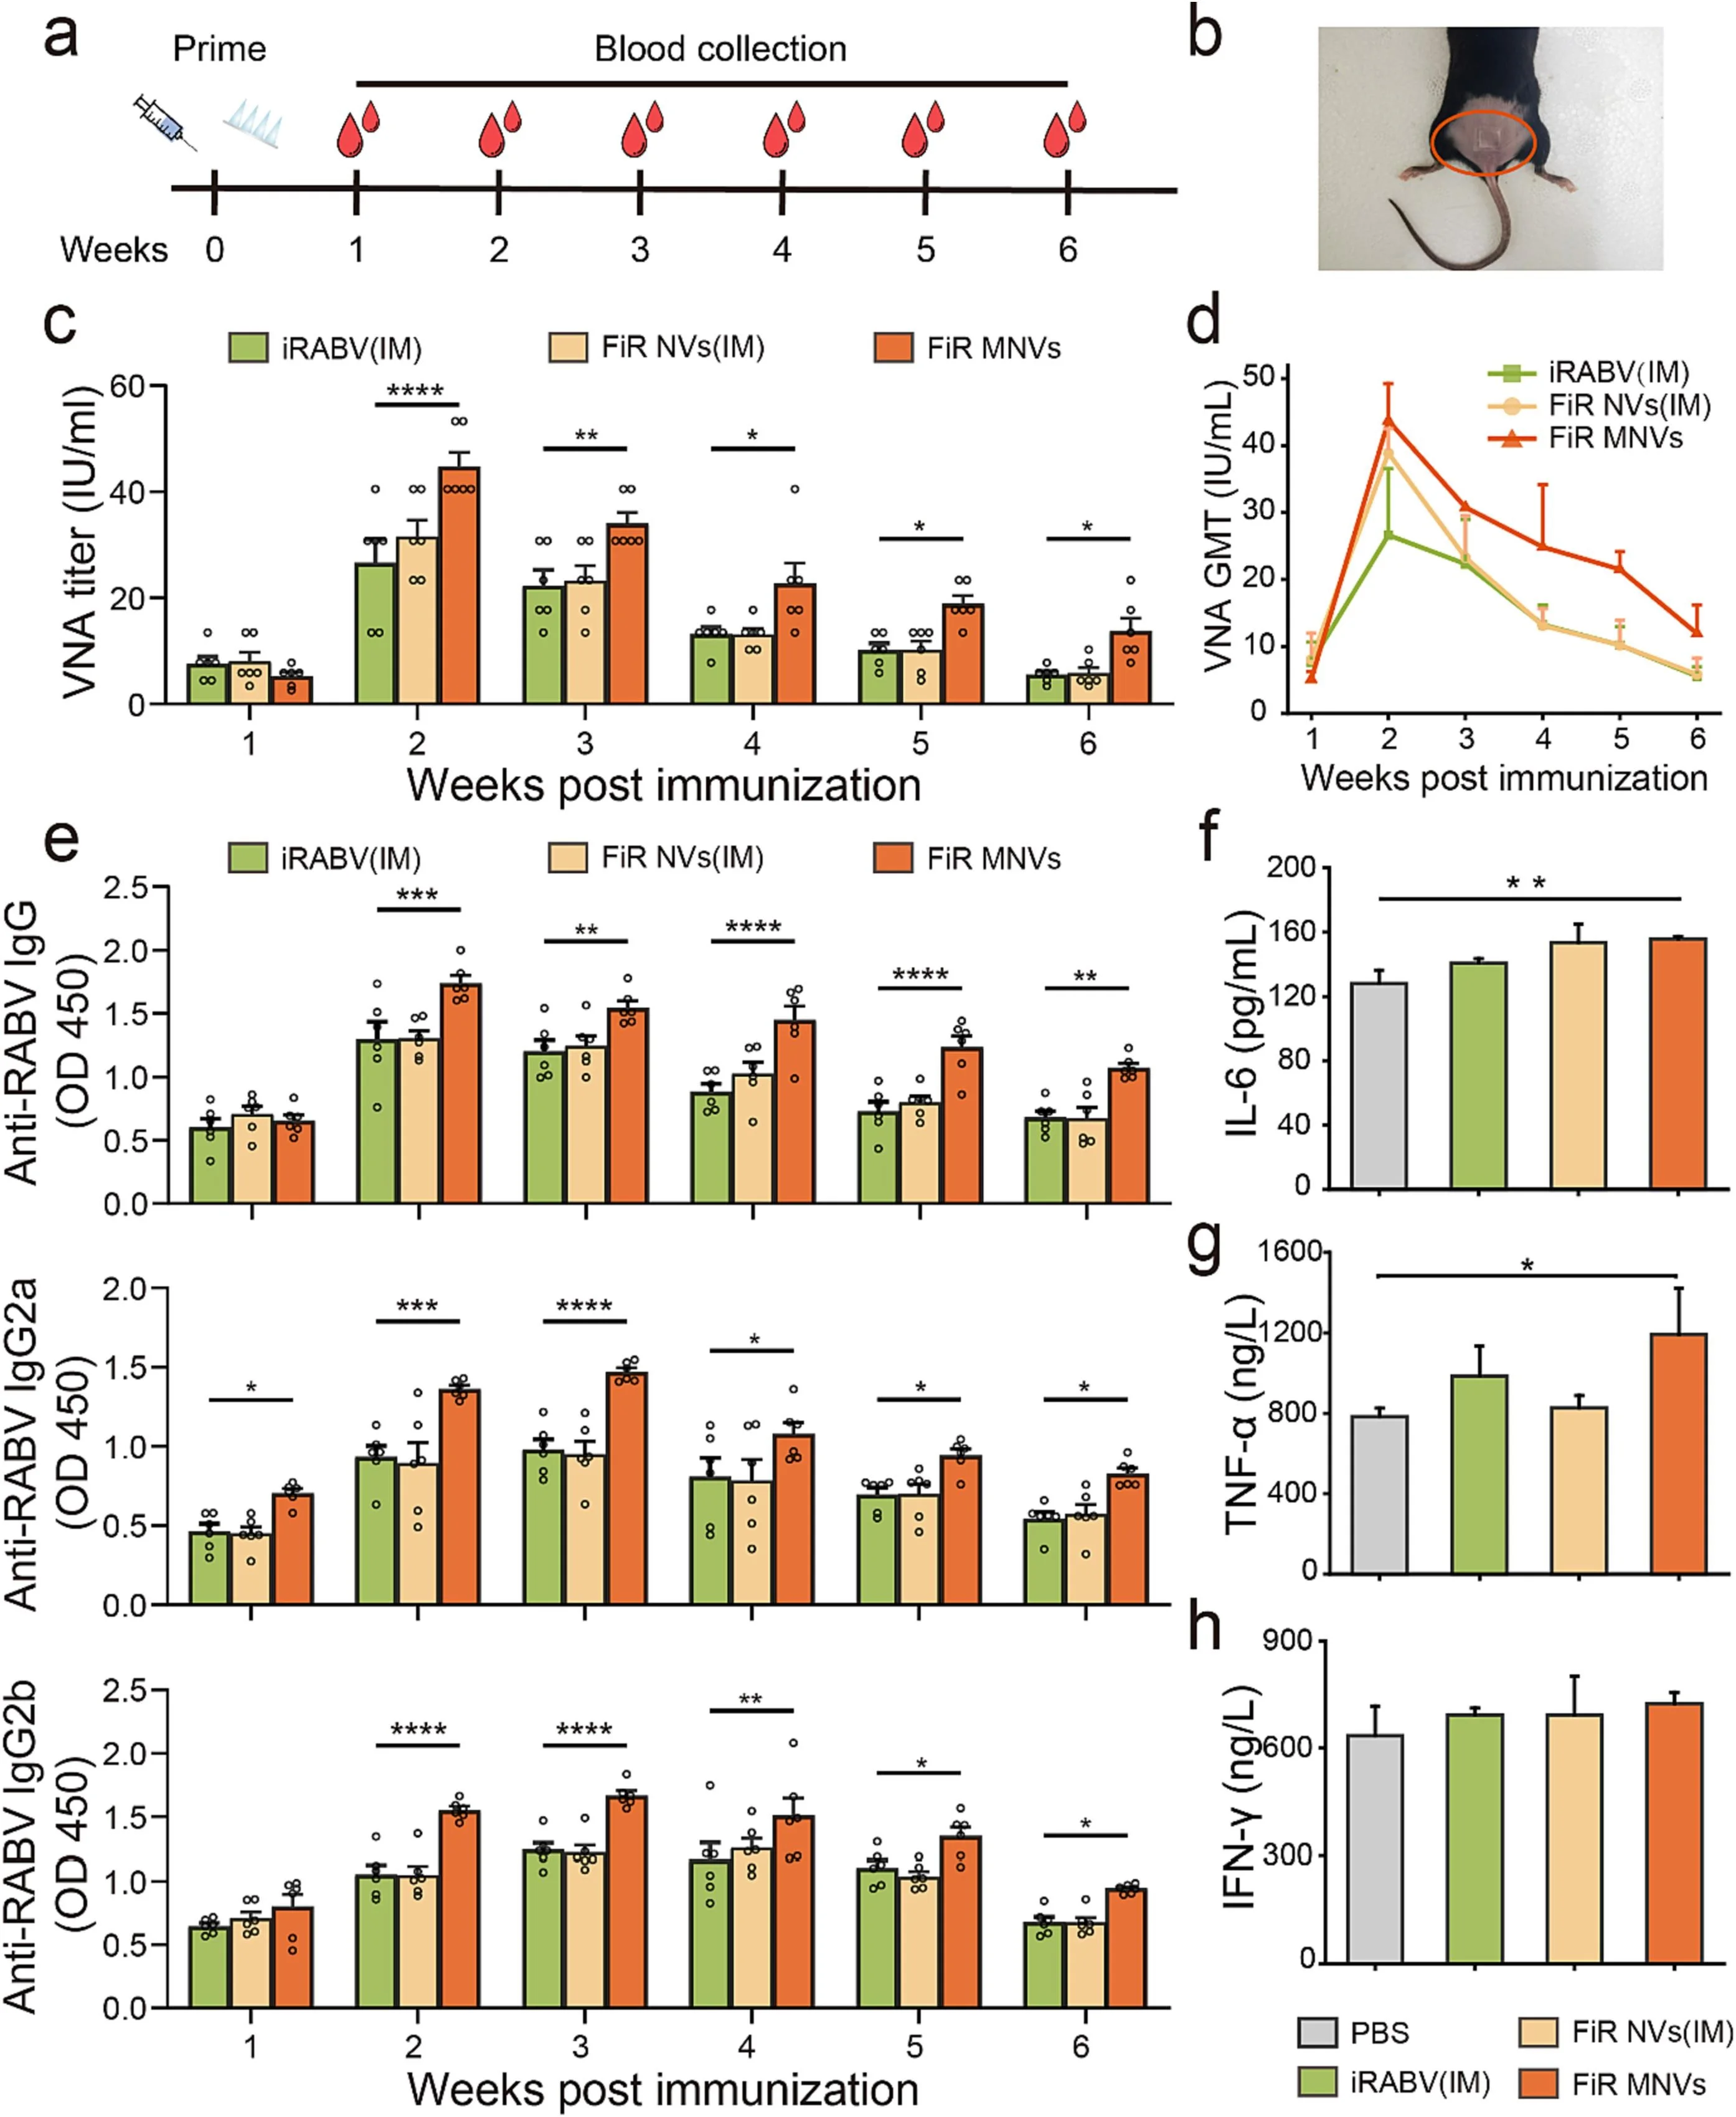 a
Prime
Blood collection
Weeks 0 1 2 3 4 5 6
b
c
iRABV(IM) FiR NVs(IM) FiR MNVs
VNA titer (IU/ml)
60
40
20
0
**** ** * * *
1 2 3 4 5 6
Weeks post immunization
d
iRABV(IM)
FiR NVs(IM)
FiR MNVs
VNA GMT (IU/mL)
50
40
30
20
10
0
1 2 3 4 5 6
Weeks post immunization
e
iRABV(IM) FiR NVs(IM) FiR MNVs
Anti-RABV IgG
(OD 450)
2.5
2.0
1.5
1.0
0.5
0.0
*** ** **** **** **
Anti-RABV IgG2a
(OD 450)
2.0
1.5
1.0
0.5
0.0
* *** **** * * *
Anti-RABV IgG2b
(OD 450)
2.5
2.0
1.5
1.0
0.5
0.0
**** **** ** * *
1 2 3 4 5 6
Weeks post immunization
f
IL-6 (pg/mL)
200
160
120
80
40
0
* *
g
TNF-α (ng/L)
1600
1200
800
400
0
*
h
IFN-γ (ng/L)
900
600
300
0
PBS FiR NVs(IM)
iRABV(IM) FiR MNVs